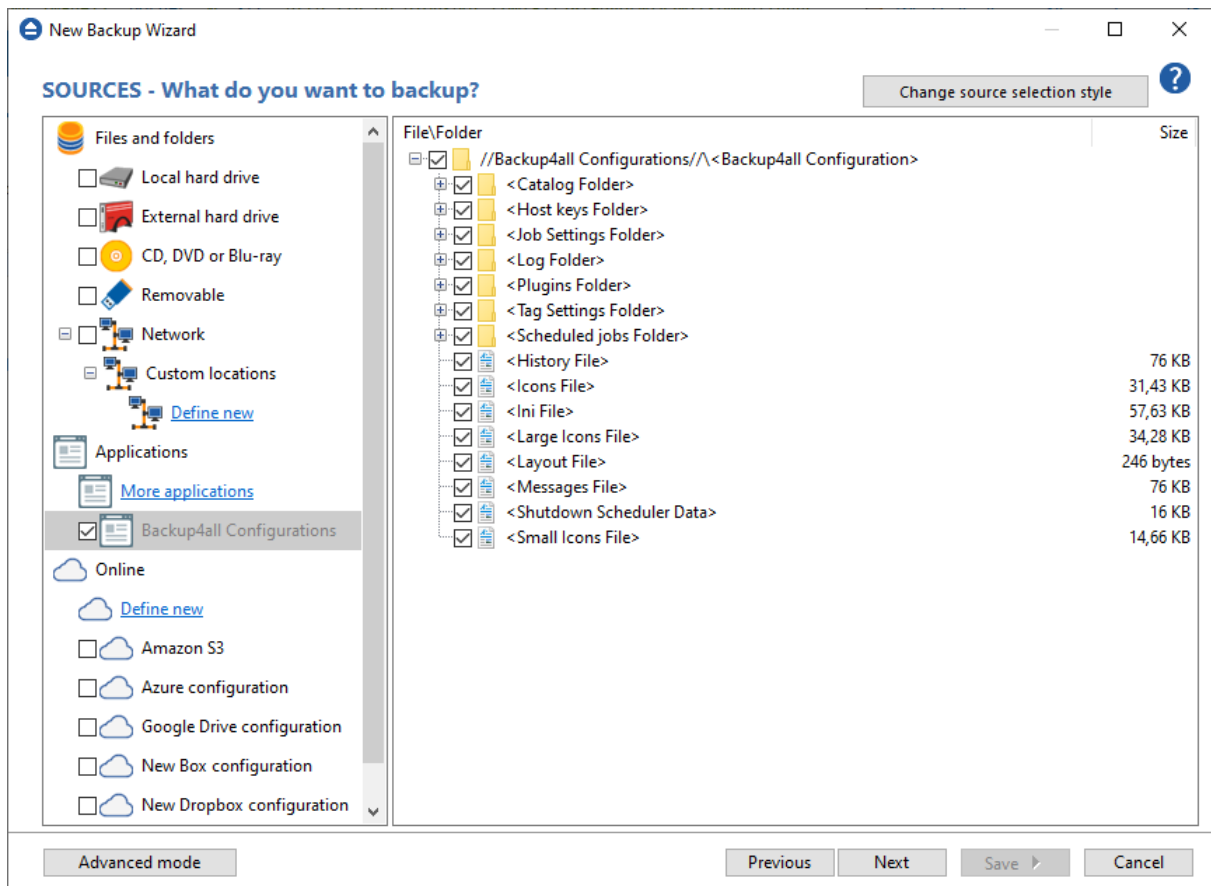 New Backup Wizard
SOURCES - What do you want to backup?
Change source selection style
?
Files and folders
Local hard drive
External hard drive
CD, DVD or Blu-ray
Removable
Network
Custom locations
Define new
Applications
More applications
Backup4all Configurations
Online
Define new
Amazon S3
Azure configuration
Google Drive configuration
New Box configuration
New Dropbox configuration
File\Folder Size
//Backup4all Configurations//\<Backup4all Configuration>
<Catalog Folder>
<Host keys Folder>
<Job Settings Folder>
<Log Folder>
<Plugins Folder>
<Tag Settings Folder>
<Scheduled jobs Folder>
<History File> 76 KB
<Icons File> 31,43 KB
<Ini File> 57,63 KB
<Large Icons File> 34,28 KB
<Layout File> 246 bytes
<Messages File> 76 KB
<Shutdown Scheduler Data> 16 KB
<Small Icons File> 14,66 KB
Advanced mode Previous Next Save Cancel